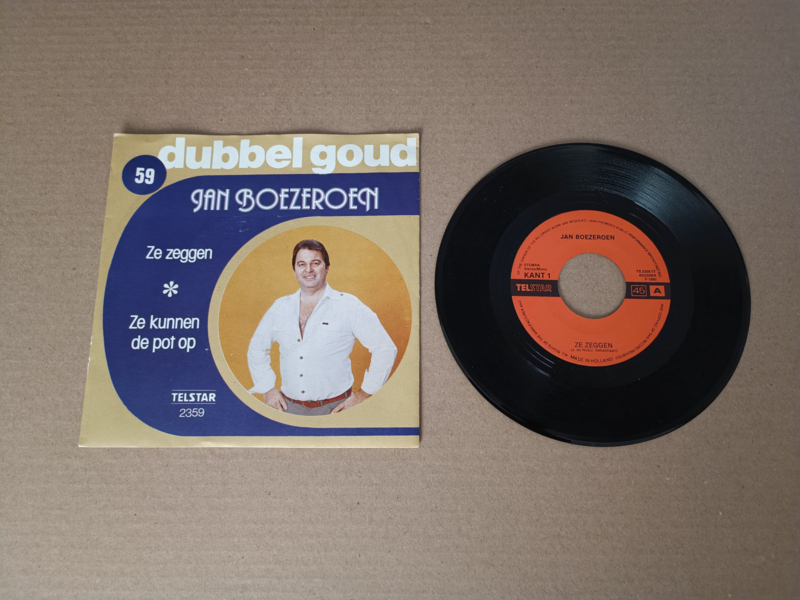 dubbel goud
59
JAN BOEZEROEN
Ze zeggen
*
Ze kunnen
de pot op
TELSTAR
2359
JAN BOEZEROEN
STEMRA
KANT 1
TELSTAR
45
A
ZE ZEGGEN
MADE IN HOLLAND